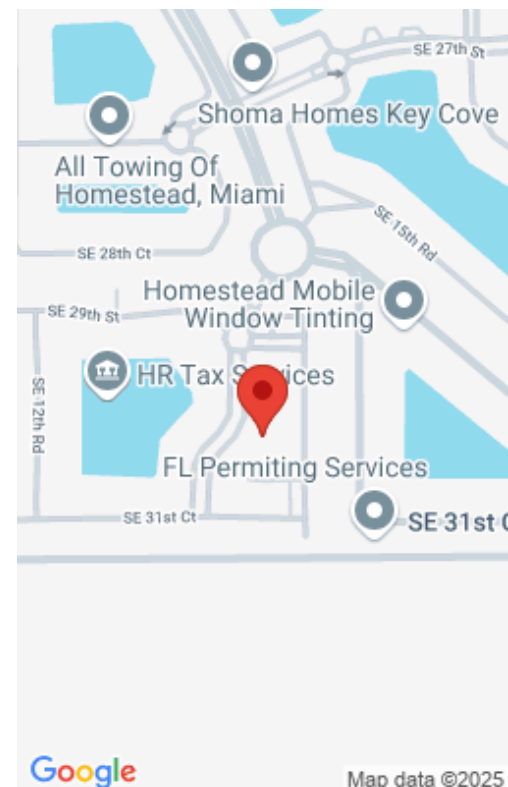 SE 27th St
Shoma Homes Key Cove
All Towing Of
Homestead, Miami
SE 15th Rd
SE 28th Ct
Homestead Mobile
Window Tinting
SE 29th St
HR Tax Services
SE 12th Rd
FL Permiting Services
SE 31st Ct
SE 31st
Google
Map data ©2025